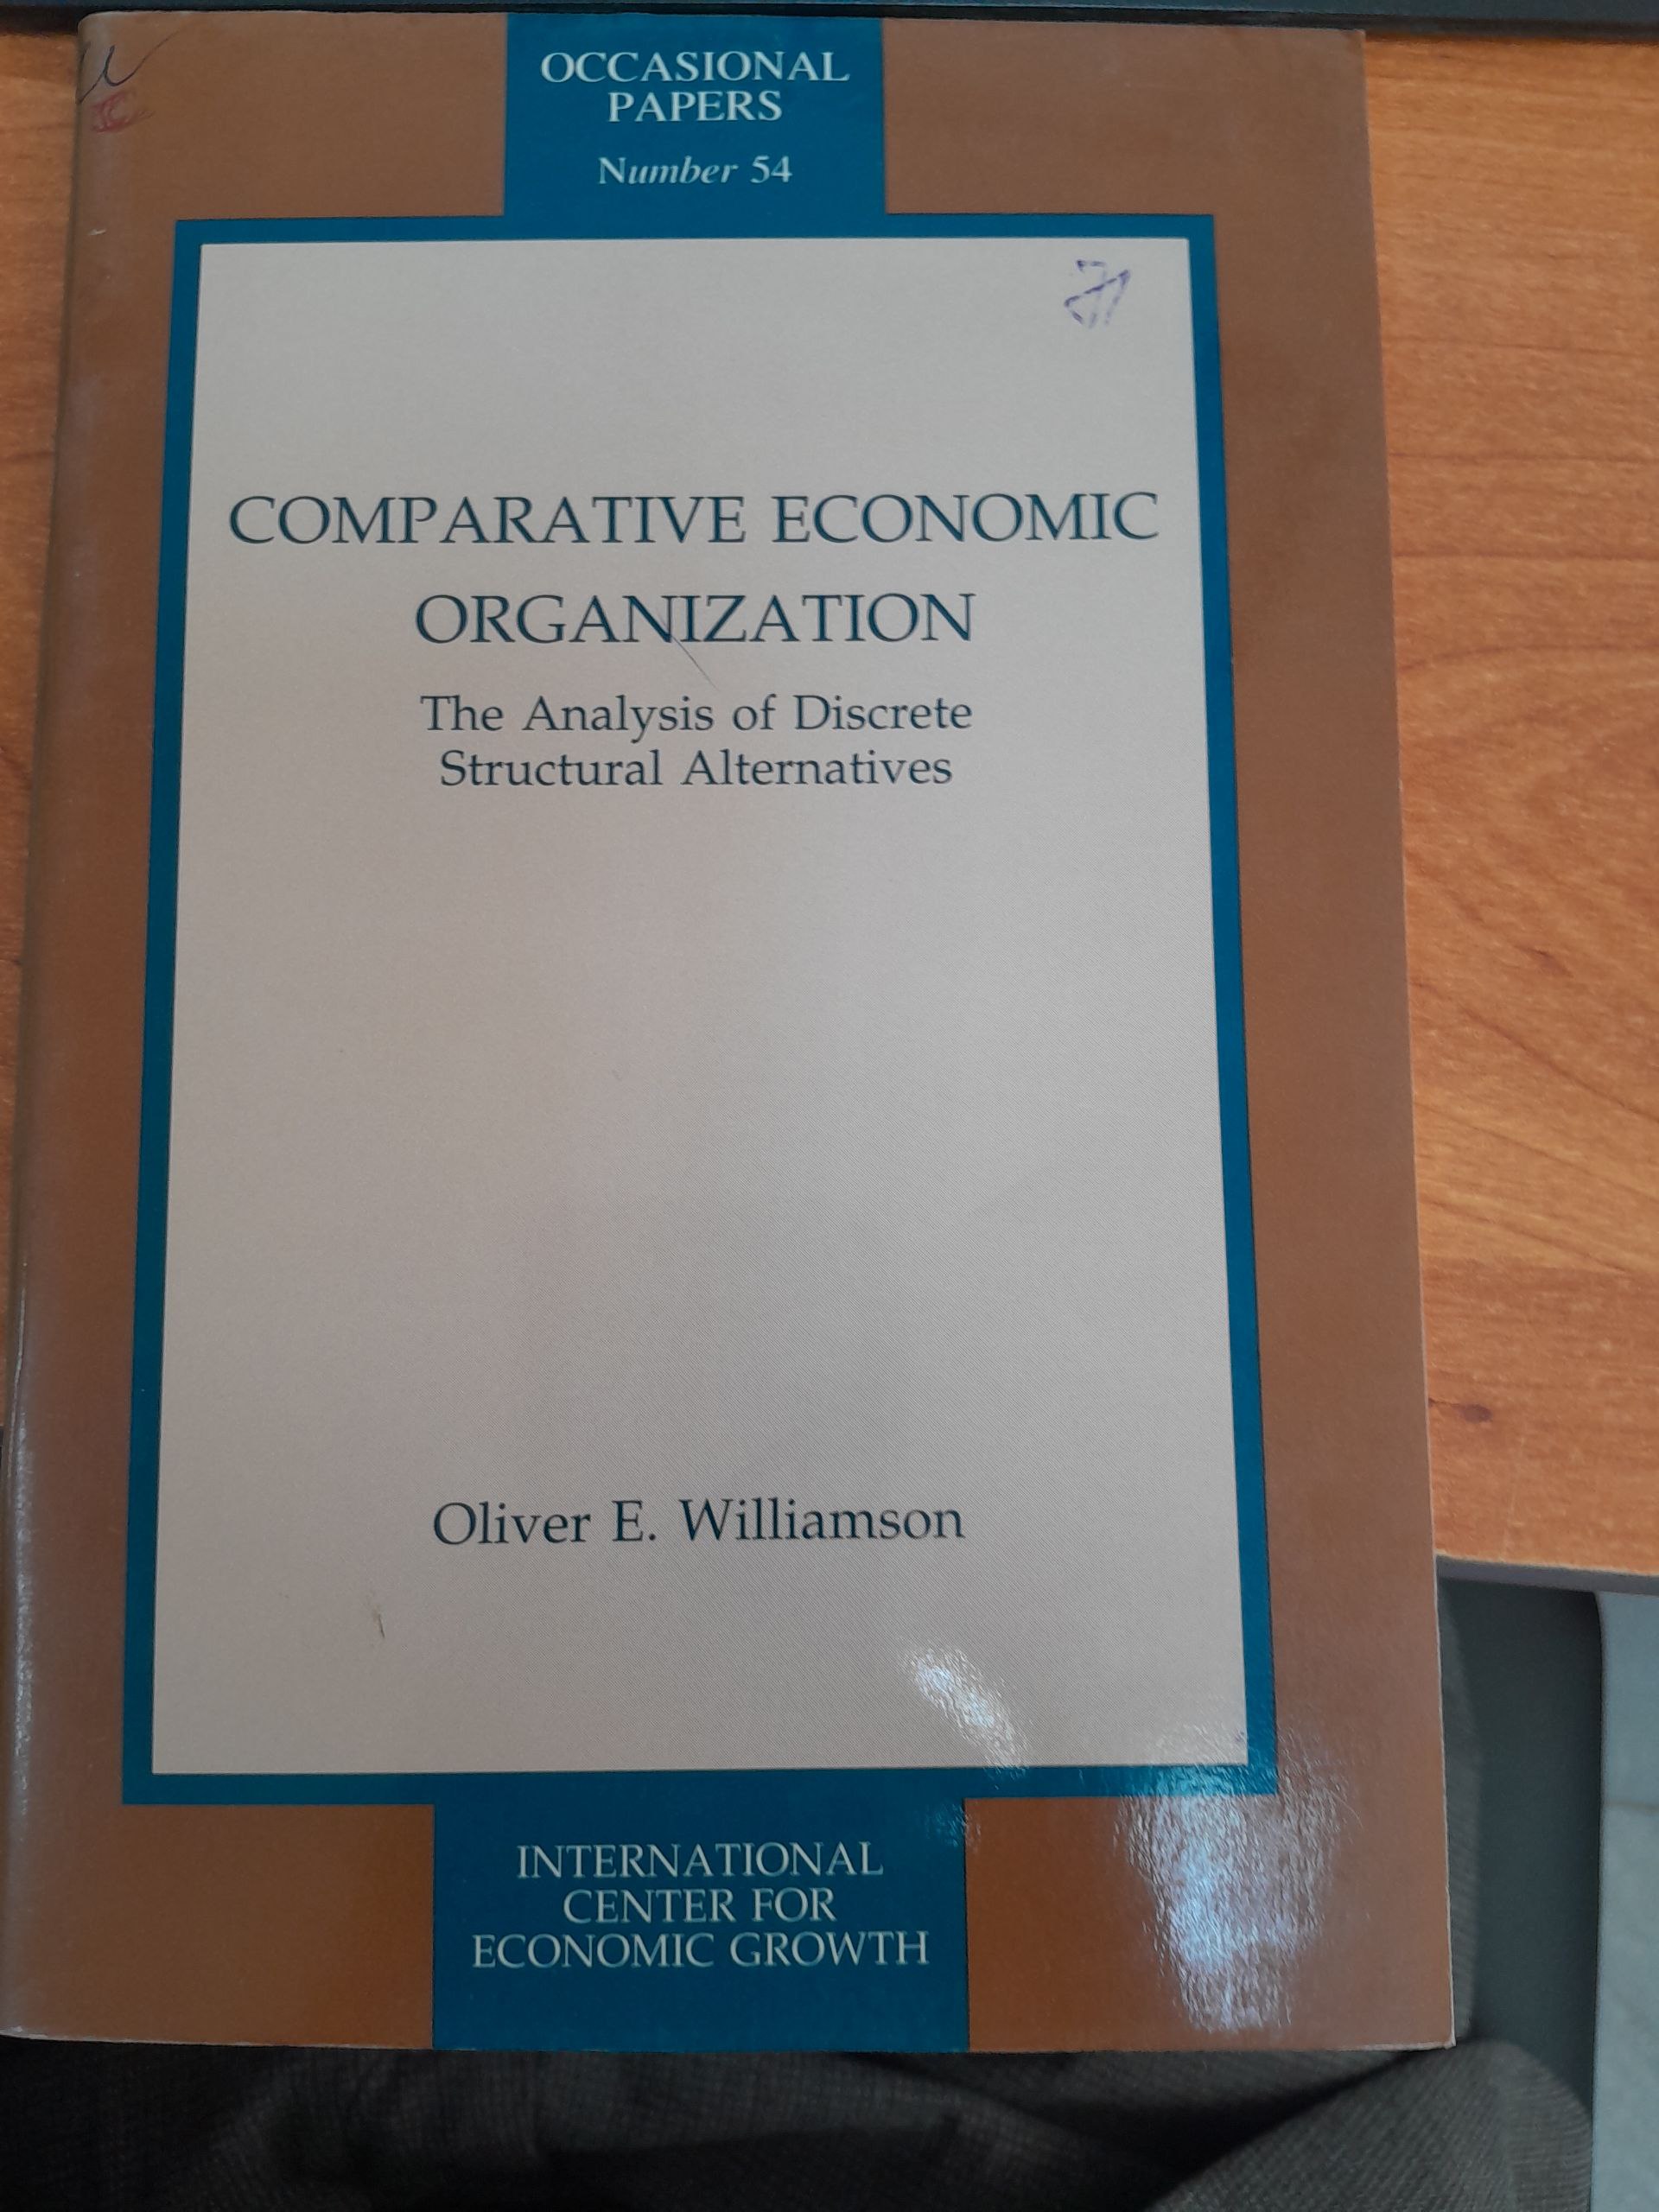 OCCASIONAL
PAPERS
Number 54
COMPARATIVE ECONOMIC
ORGANIZATION
The Analysis of Discrete
Structural Alternatives
Oliver E. Williamson
INTERNATIONAL
CENTER FOR
ECONOMIC GROWTH